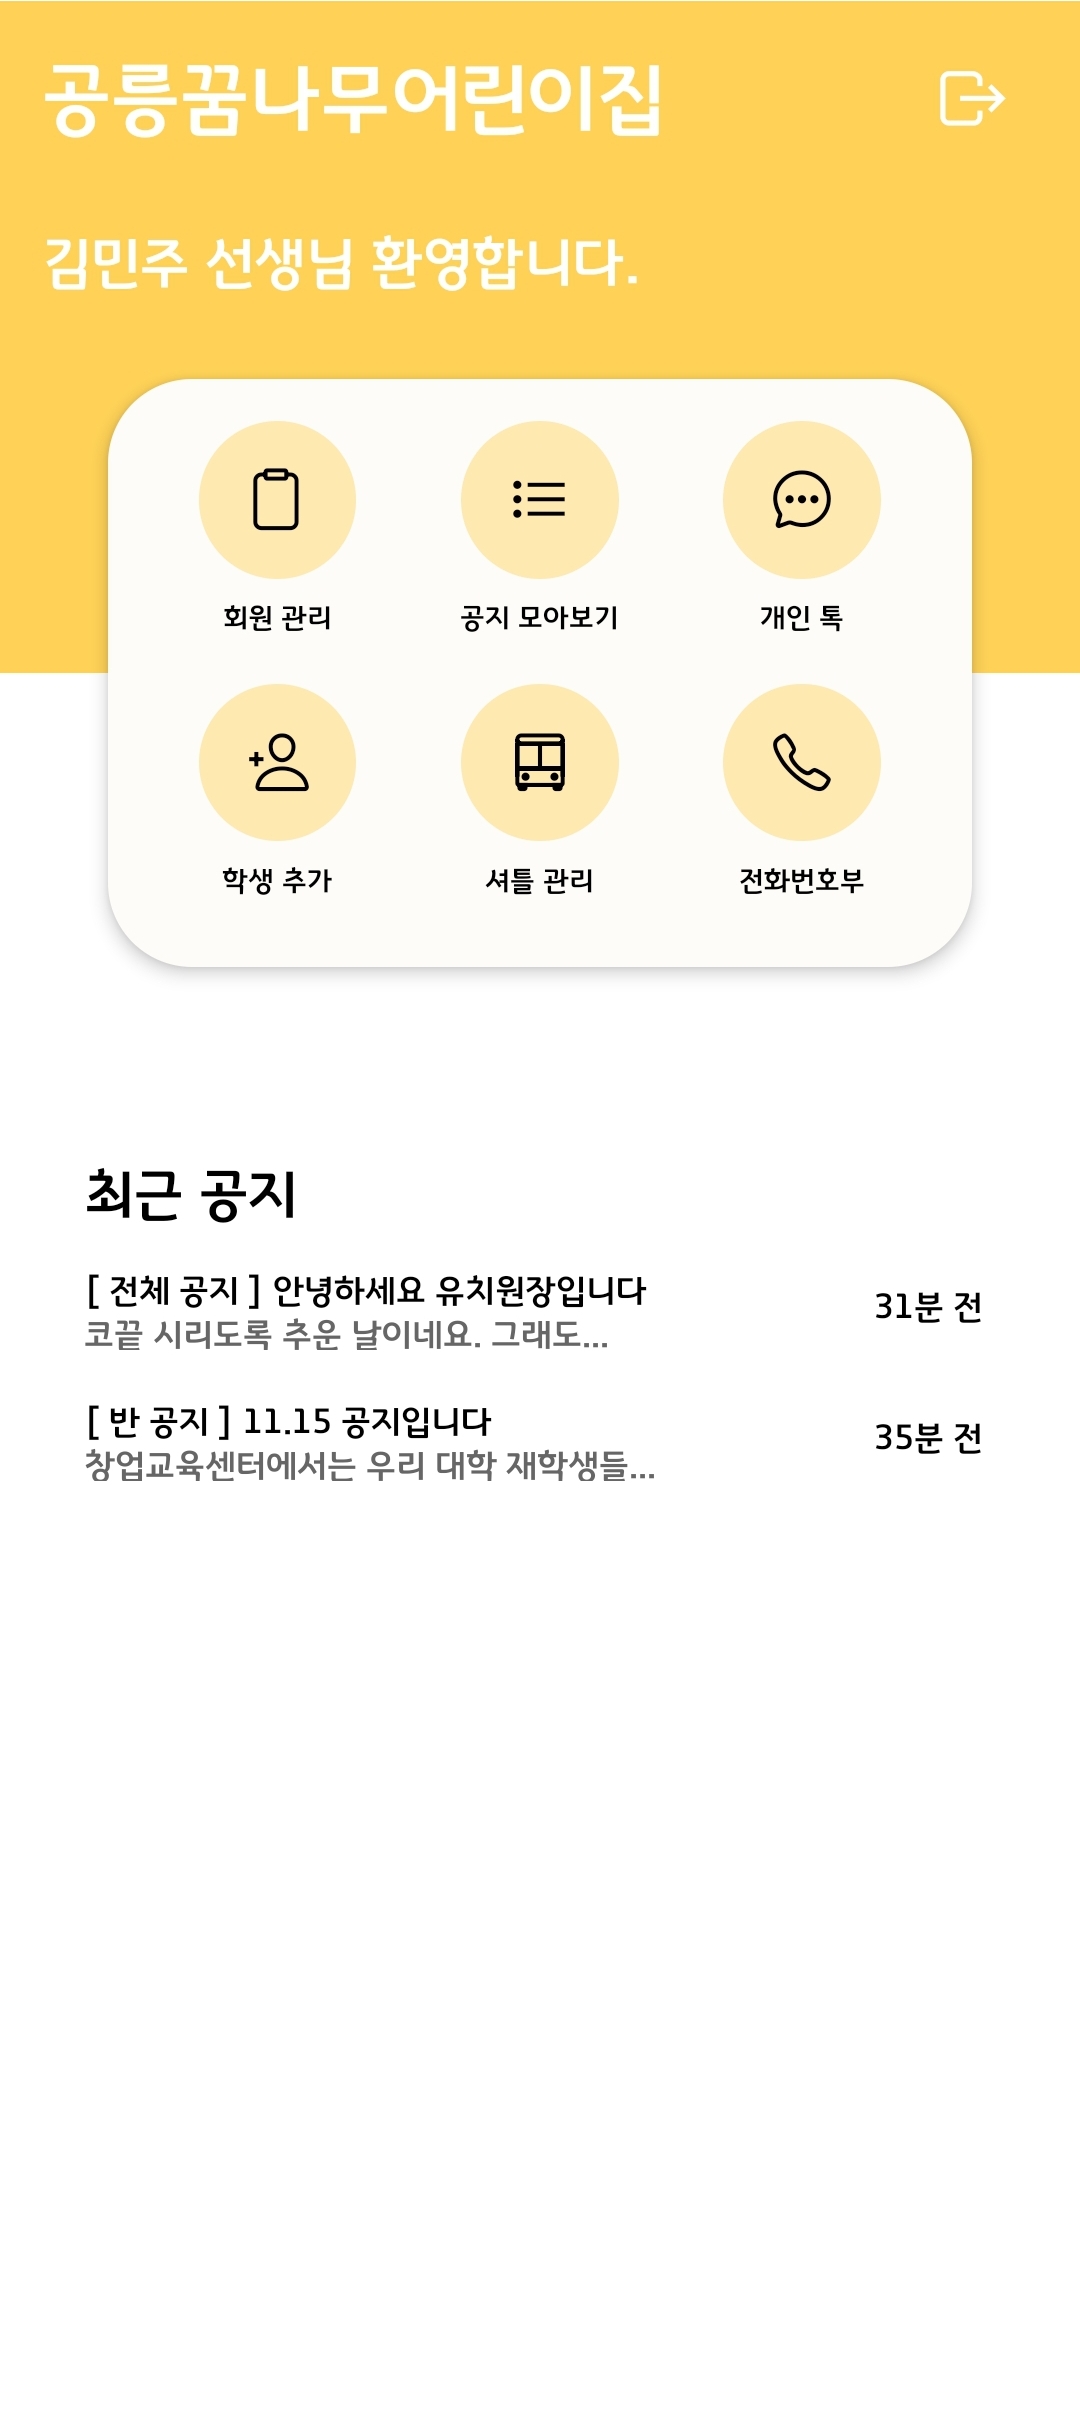 공릉꿈나무어린이집
김민주 선생님 환영합니다.
회원 관리
공지 모아보기
개인 톡
학생 추가
셔틀 관리
전화번호부
최근 공지
[ 전체 공지 ] 안녕하세요 유치원장입니다
31분 전
코끝 시리도록 추운 날이네요. 그래도...
[ 반 공지 ] 11.15 공지입니다
35분 전
창업교육센터에서는 우리 대학 재학생들...